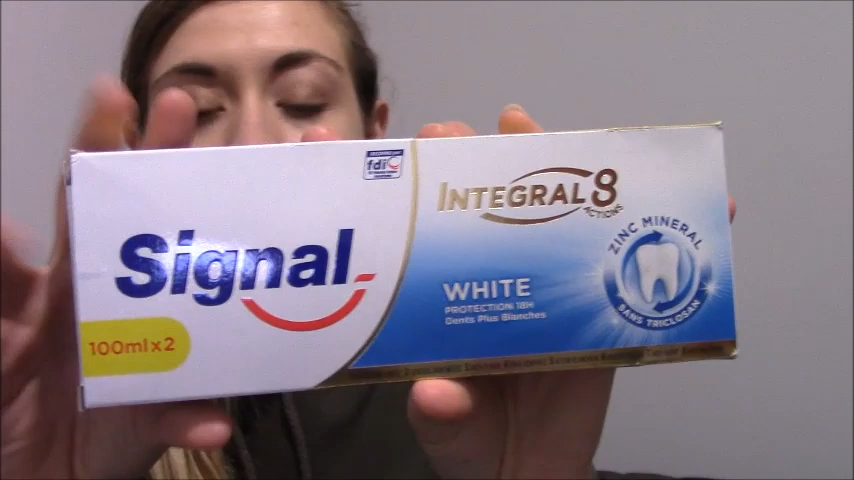 fdi
Signal
100ml x 2
INTEGRAL 8
ACTIONS
WHITE
PROTECTION 18H
Dents Plus Blanches
ZINC MINERAL
SANS TRICLOSAN